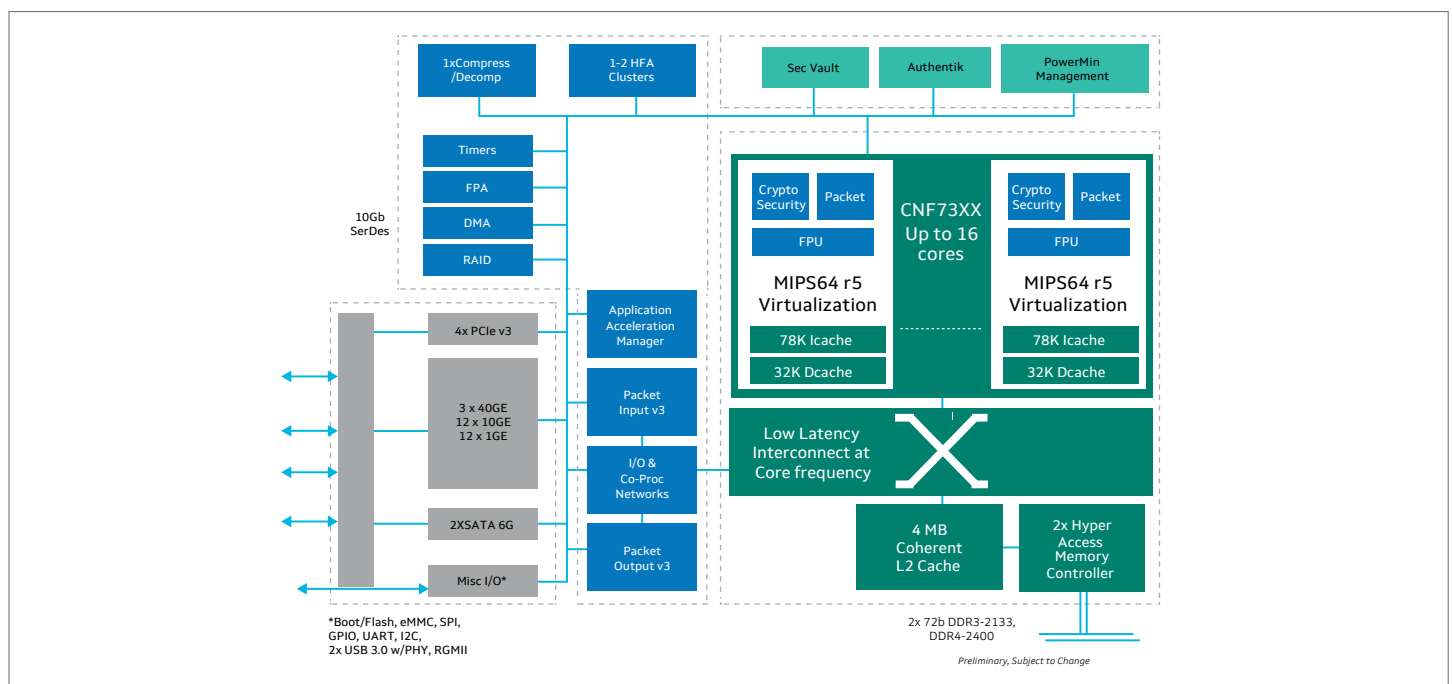 1xCompress
/Decomp
1-2 HFA
Clusters
Sec Vault
Authentik
PowerMin
Management
Timers
FPA
DMA
RAID
10Gb
SerDes
Crypto
Security
Packet
FPU
MIPS64 r5
Virtualization
78K Icache
32K Dcache
CNF73XX
Up to 16
cores
Crypto
Security
Packet
FPU
MIPS64 r5
Virtualization
78K Icache
32K Dcache
4x PCIe v3
3 x 40GE
12 x 10GE
12 x 1GE
2XSATA 6G
Misc I/O*
Application
Acceleration
Manager
Packet
Input v3
I/O &
Co-Proc
Networks
Packet
Output v3
Low Latency
Interconnect at
Core frequency
4 MB
Coherent
L2 Cache
2x Hyper
Access
Memory
Controller
*Boot/Flash, eMMC, SPI,
GPIO, UART, I2C,
2x USB 3.0 w/PHY, RGMII
2x 72b DDR3-2133,
DDR4-2400
Preliminary, Subject to Change